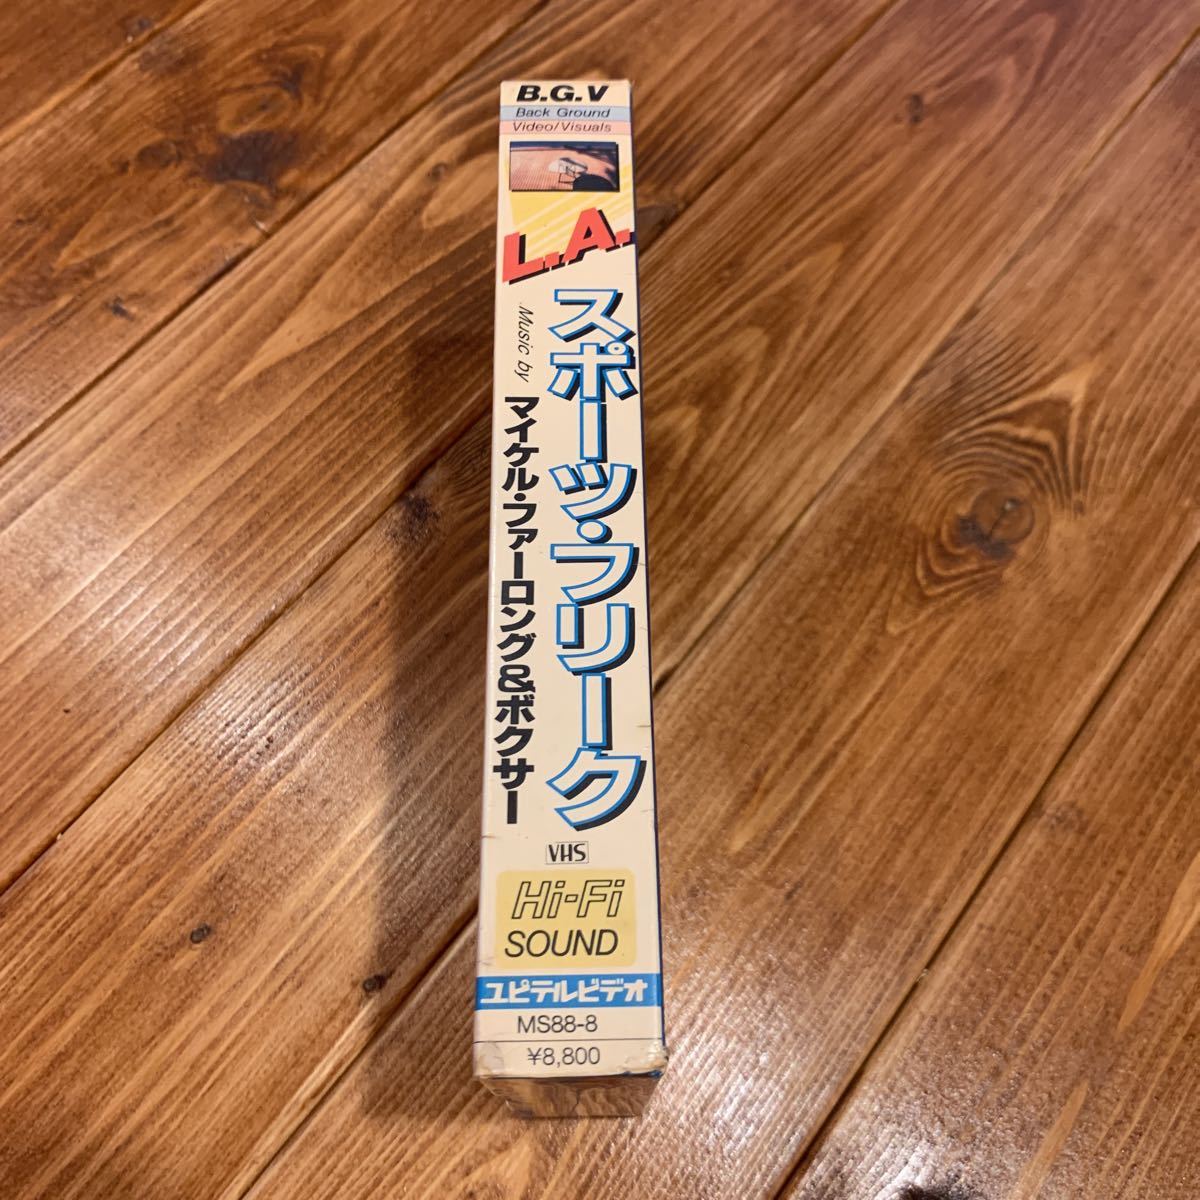 B.G.V
Back Ground
Video/Visuals
L.A.
スポーツ・フリーク
Music by
マイケル・ファーロング&ボクサー
VHS
Hi-Fi
SOUND
ユピテルビデオ
MS88-8
¥8,800